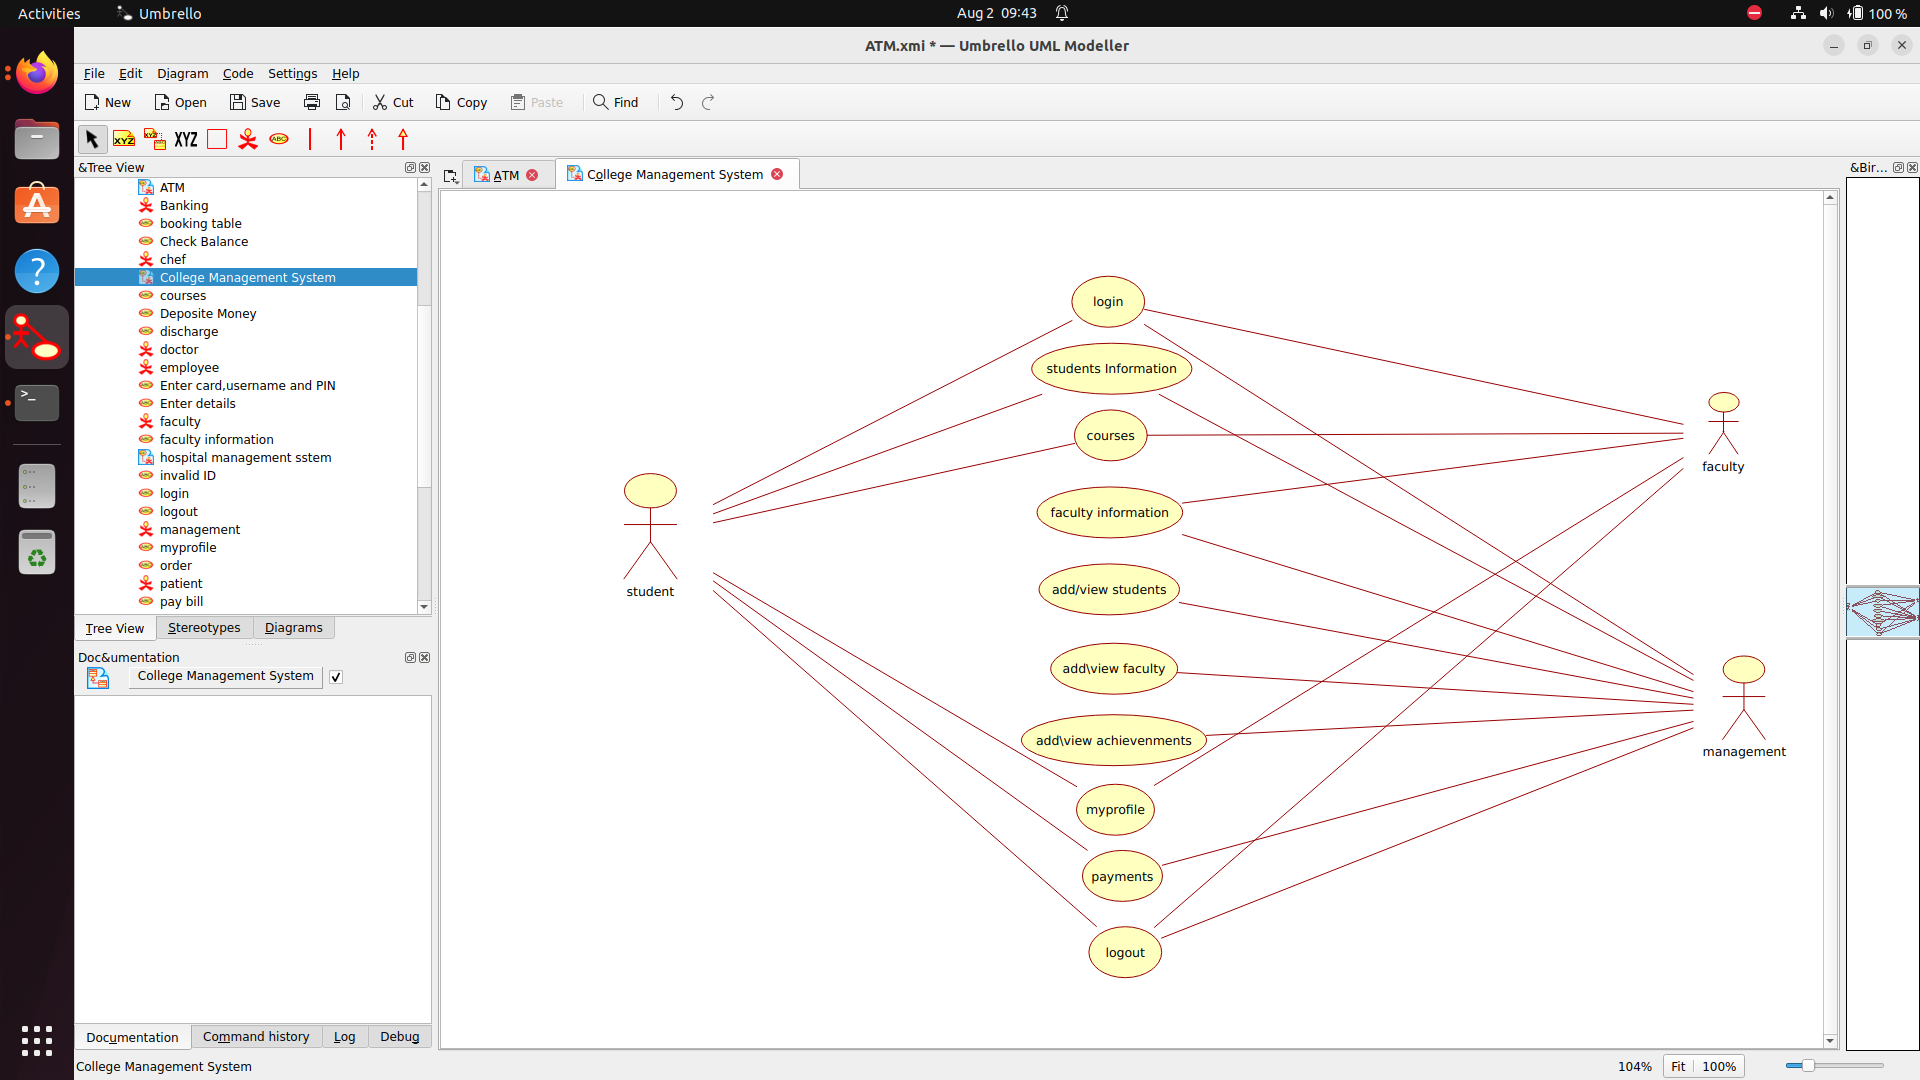 Activities
Umbrello
Aug 2 09:43
100 %
ATM.xmi * — Umbrello UML Modeller
File Edit Diagram Code Settings Help
New Open Save Cut Copy Paste Find
XYZ XYZ XYZ ABC
&Tree View
ATM
College Management System
&Bir...
ATM
Banking
booking table
Check Balance
chef
College Management System
courses
Deposite Money
discharge
doctor
employee
Enter card,username and PIN
Enter details
faculty
faculty information
hospital management sstem
invalid ID
login
logout
management
myprofile
order
patient
pay bill
Tree View Stereotypes Diagrams
Doc&umentation
College Management System
Documentation Command history Log Debug
login
students Information
courses
faculty information
add/view students
add\view faculty
add\view achievenments
myprofile
payments
logout
student
faculty
management
College Management System
104% Fit 100%